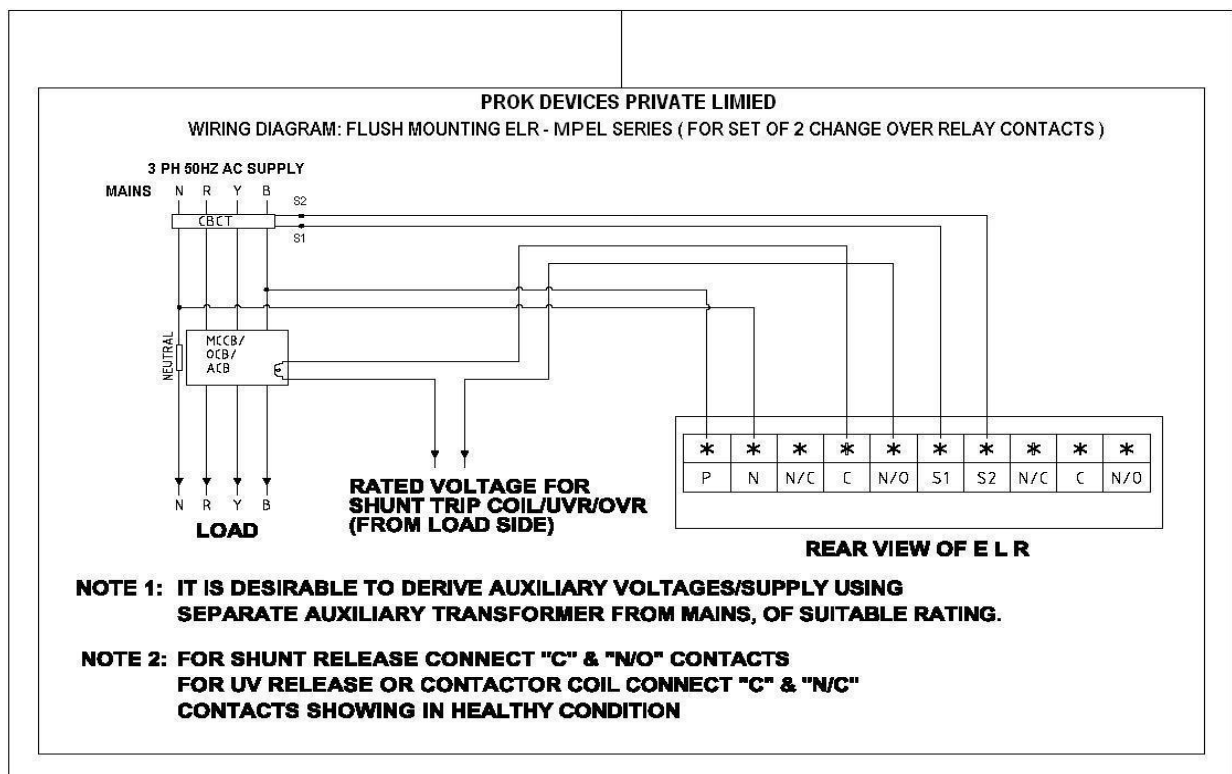 PROK DEVICES PRIVATE LIMIED
WIRING DIAGRAM: FLUSH MOUNTING ELR - MPEL SERIES ( FOR SET OF 2 CHANGE OVER RELAY CONTACTS )
3 PH 50HZ AC SUPPLY
MAINS N R Y B
S2
CBCT
S1
NEUTRAL
MCCB/
OCB/
ACB
* * * * * * * * * *
P N N/C C N/O S1 S2 N/C C N/O
N R Y B
LOAD
RATED VOLTAGE FOR
SHUNT TRIP COIL/UVR/OVR
(FROM LOAD SIDE)
REAR VIEW OF E L R
NOTE 1: IT IS DESIRABLE TO DERIVE AUXILIARY VOLTAGES/SUPPLY USING
SEPARATE AUXILIARY TRANSFORMER FROM MAINS, OF SUITABLE RATING.
NOTE 2: FOR SHUNT RELEASE CONNECT "C" & "N/O" CONTACTS
FOR UV RELEASE OR CONTACTOR COIL CONNECT "C" & "N/C"
CONTACTS SHOWING IN HEALTHY CONDITION